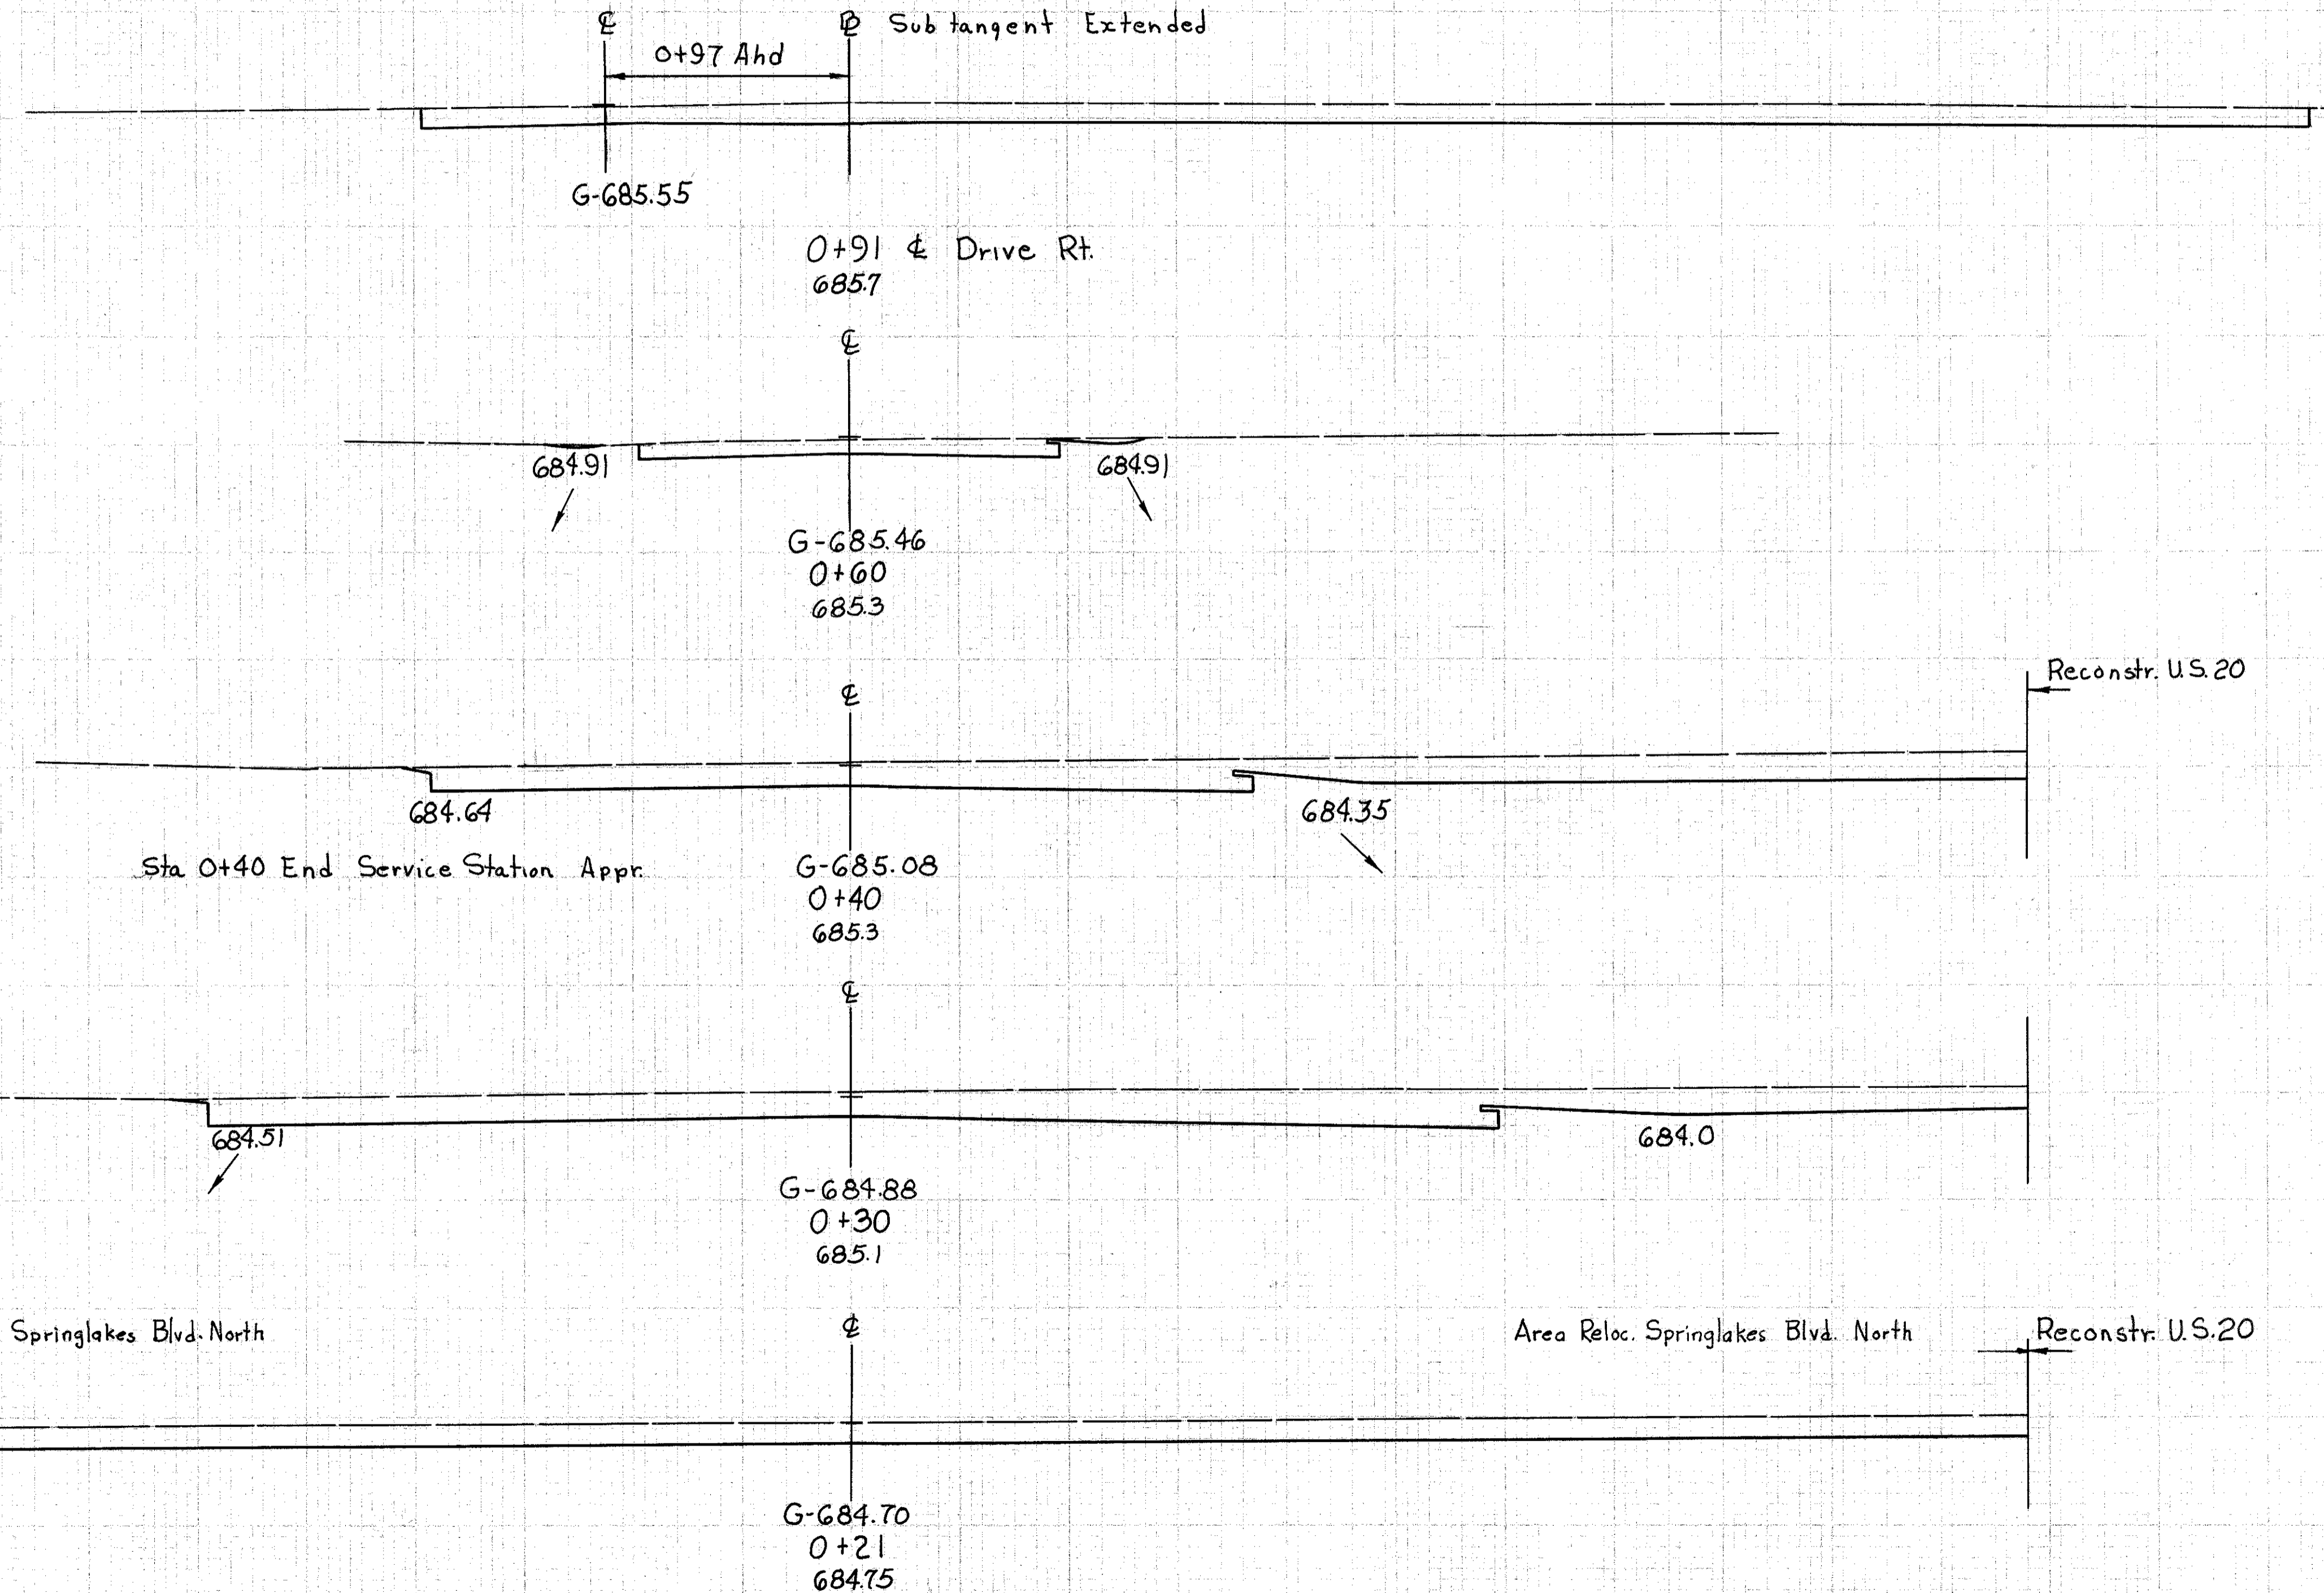 ℄ ⅊ Sub tangent Extended
0+97 Ahd
G-685.55
0+91 ℄ Drive Rt.
685.7
℄
684.91 684.91
G-685.46
0+60
685.3
Reconstr. U.S. 20
℄
684.64 684.35
Sta 0+40 End Service Station Appr.
G-685.08
0+40
685.3
℄
684.51 684.0
G-684.88
0+30
685.1
Springlakes Blvd. North ℄ Area Reloc. Springlakes Blvd. North Reconstr. U.S.20
G-684.70
0+21
684.75